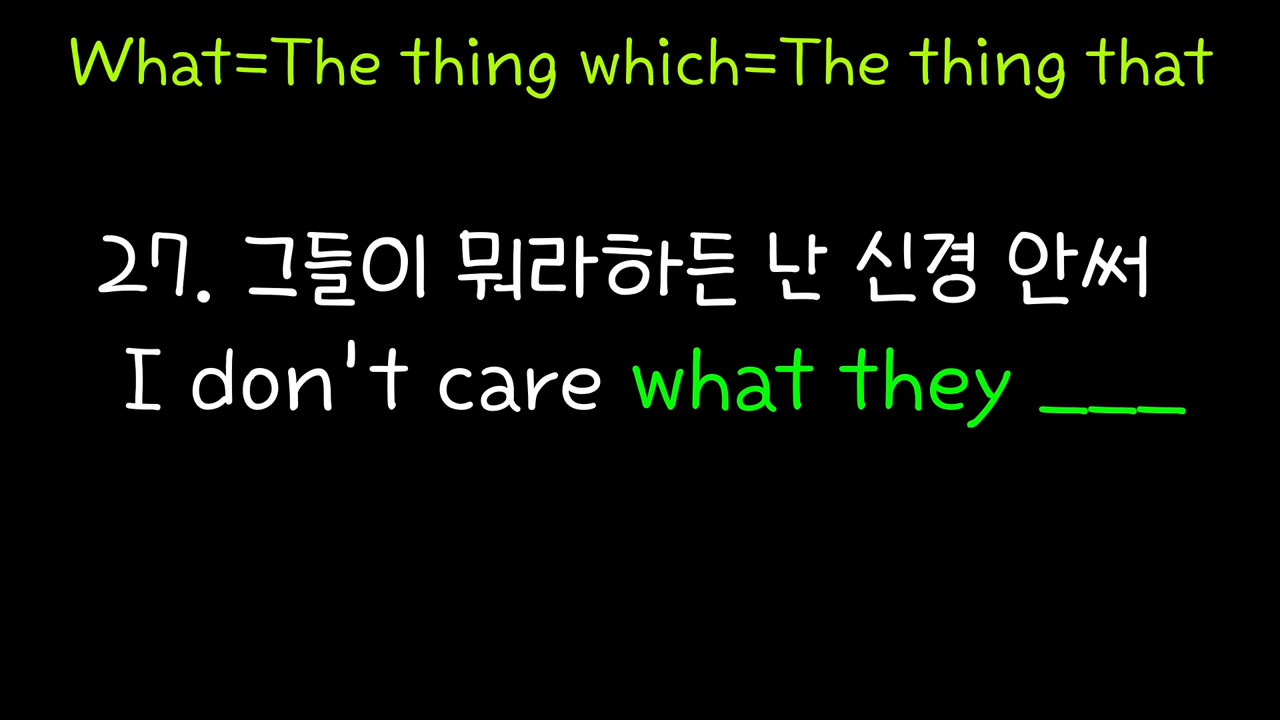 What=The thing which=The thing that
27. 그들이 뭐라하든 난 신경 안써
I don't care what they ___